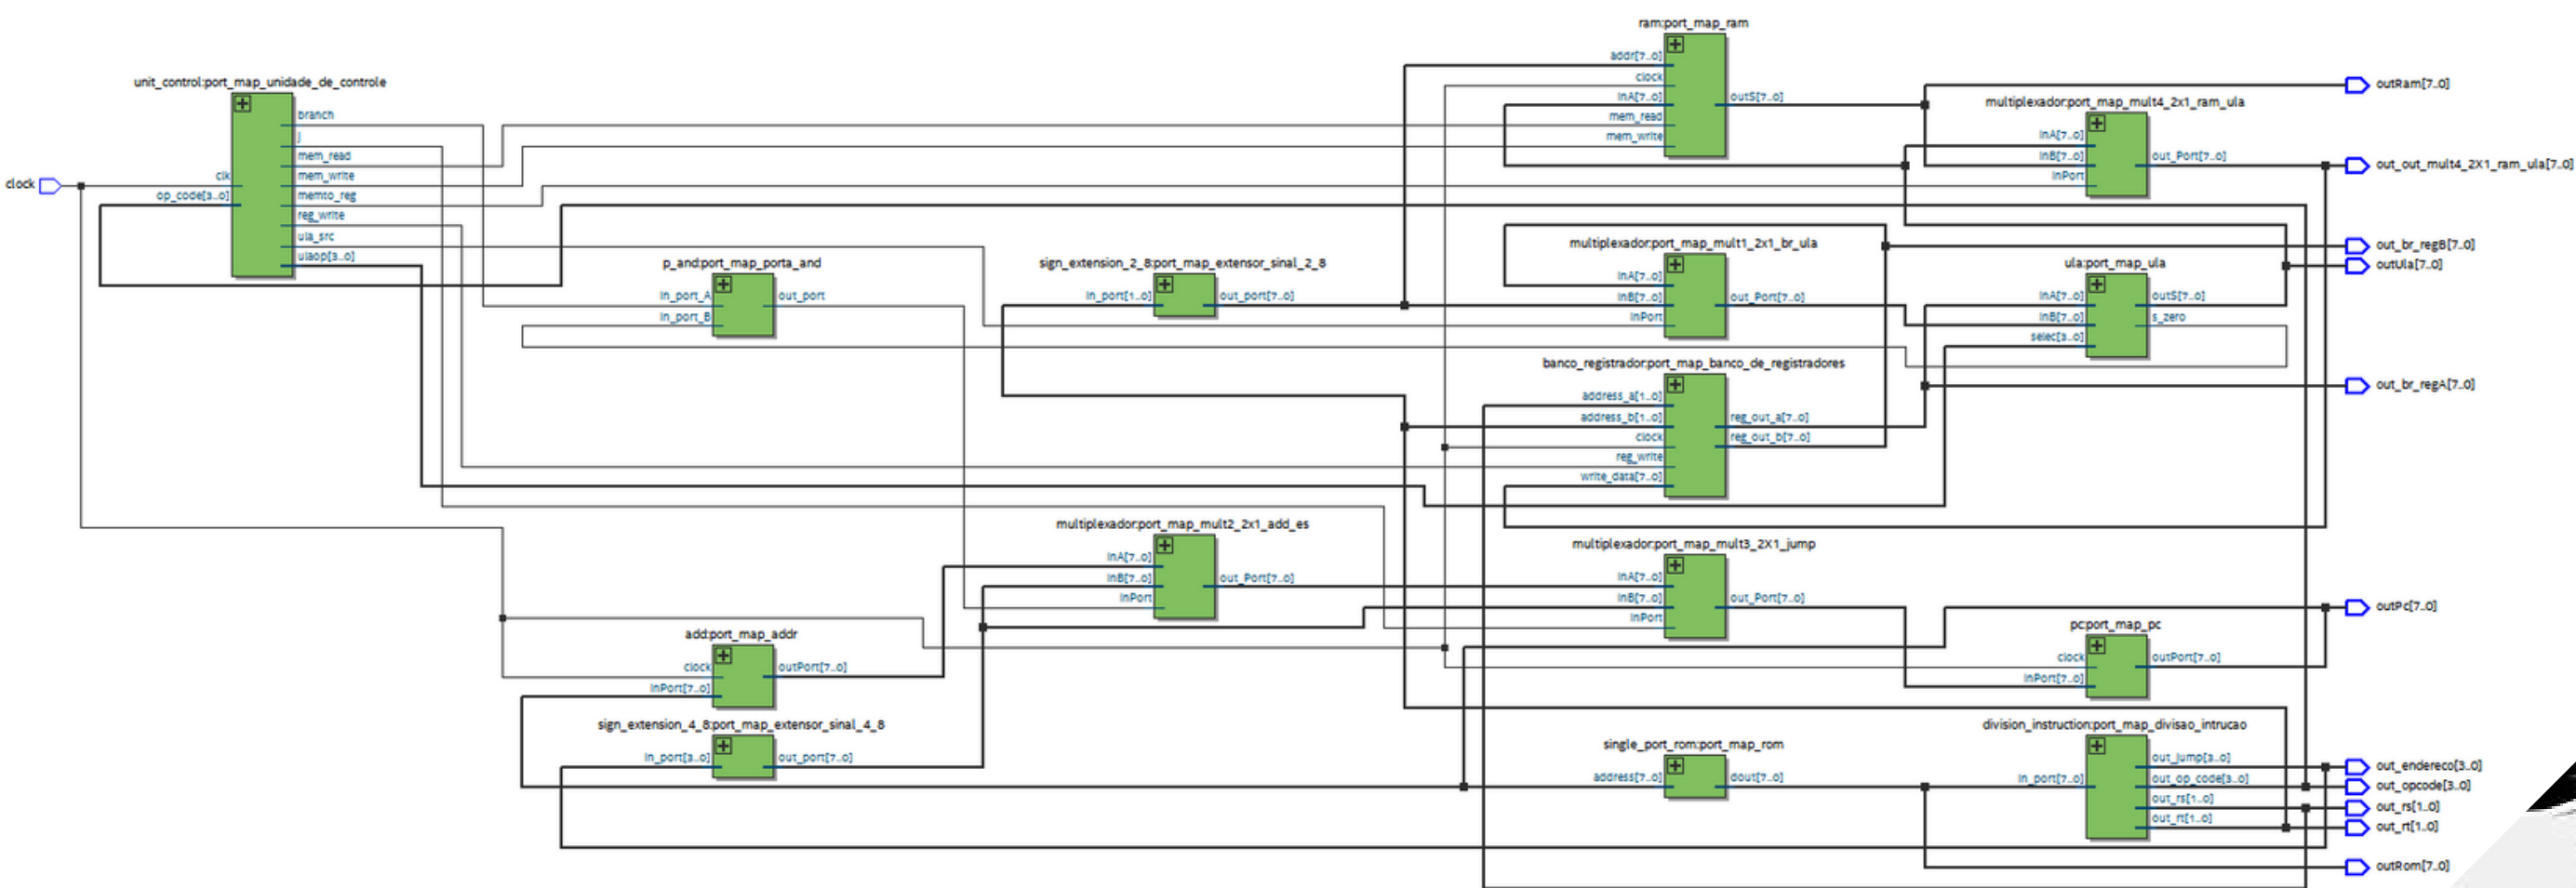 ram:port_map_ram
addr[7..0]
clock
inA[7..0]
mem_read
mem_write
outS[7..0]
outRam[7..0]
unit_control:port_map_unidade_de_controle
branch
j
mem_read
mem_write
memto_reg
reg_write
ula_src
ulaop[3..0]
clk
op_code[3..0]
clock
multiplexador:port_map_mult4_2x1_ram_ula
inA[7..0]
inB[7..0]
inPort
out_Port[7..0]
out_out_mult4_2X1_ram_ula[7..0]
p_and:port_map_porta_and
in_port_A
in_port_B
out_port
sign_extension_2_8:port_map_extensor_sinal_2_8
in_port[1..0]
out_port[7..0]
multiplexador:port_map_mult1_2x1_br_ula
inA[7..0]
inB[7..0]
inPort
out_Port[7..0]
out_br_regB[7..0]
outUla[7..0]
ula:port_map_ula
inA[7..0]
inB[7..0]
selec[3..0]
outS[7..0]
s_zero
banco_registrador:port_map_banco_de_registradores
address_a[1..0]
address_b[1..0]
clock
reg_write
write_data[7..0]
reg_out_a[7..0]
reg_out_b[7..0]
out_br_regA[7..0]
multiplexador:port_map_mult2_2x1_add_es
inA[7..0]
inB[7..0]
inPort
out_Port[7..0]
multiplexador:port_map_mult3_2X1_jump
inA[7..0]
inB[7..0]
inPort
out_Port[7..0]
outPc[7..0]
add:port_map_addr
clock
inPort[7..0]
outPort[7..0]
pc:port_map_pc
clock
inPort[7..0]
outPort[7..0]
sign_extension_4_8:port_map_extensor_sinal_4_8
in_port[3..0]
out_port[7..0]
single_port_rom:port_map_rom
address[7..0]
dout[7..0]
division_instruction:port_map_divisao_intrucao
in_port[7..0]
out_jump[3..0]
out_op_code[3..0]
out_rs[1..0]
out_rt[1..0]
out_endereco[3..0]
out_opcode[3..0]
out_rs[1..0]
out_rt[1..0]
outRom[7..0]